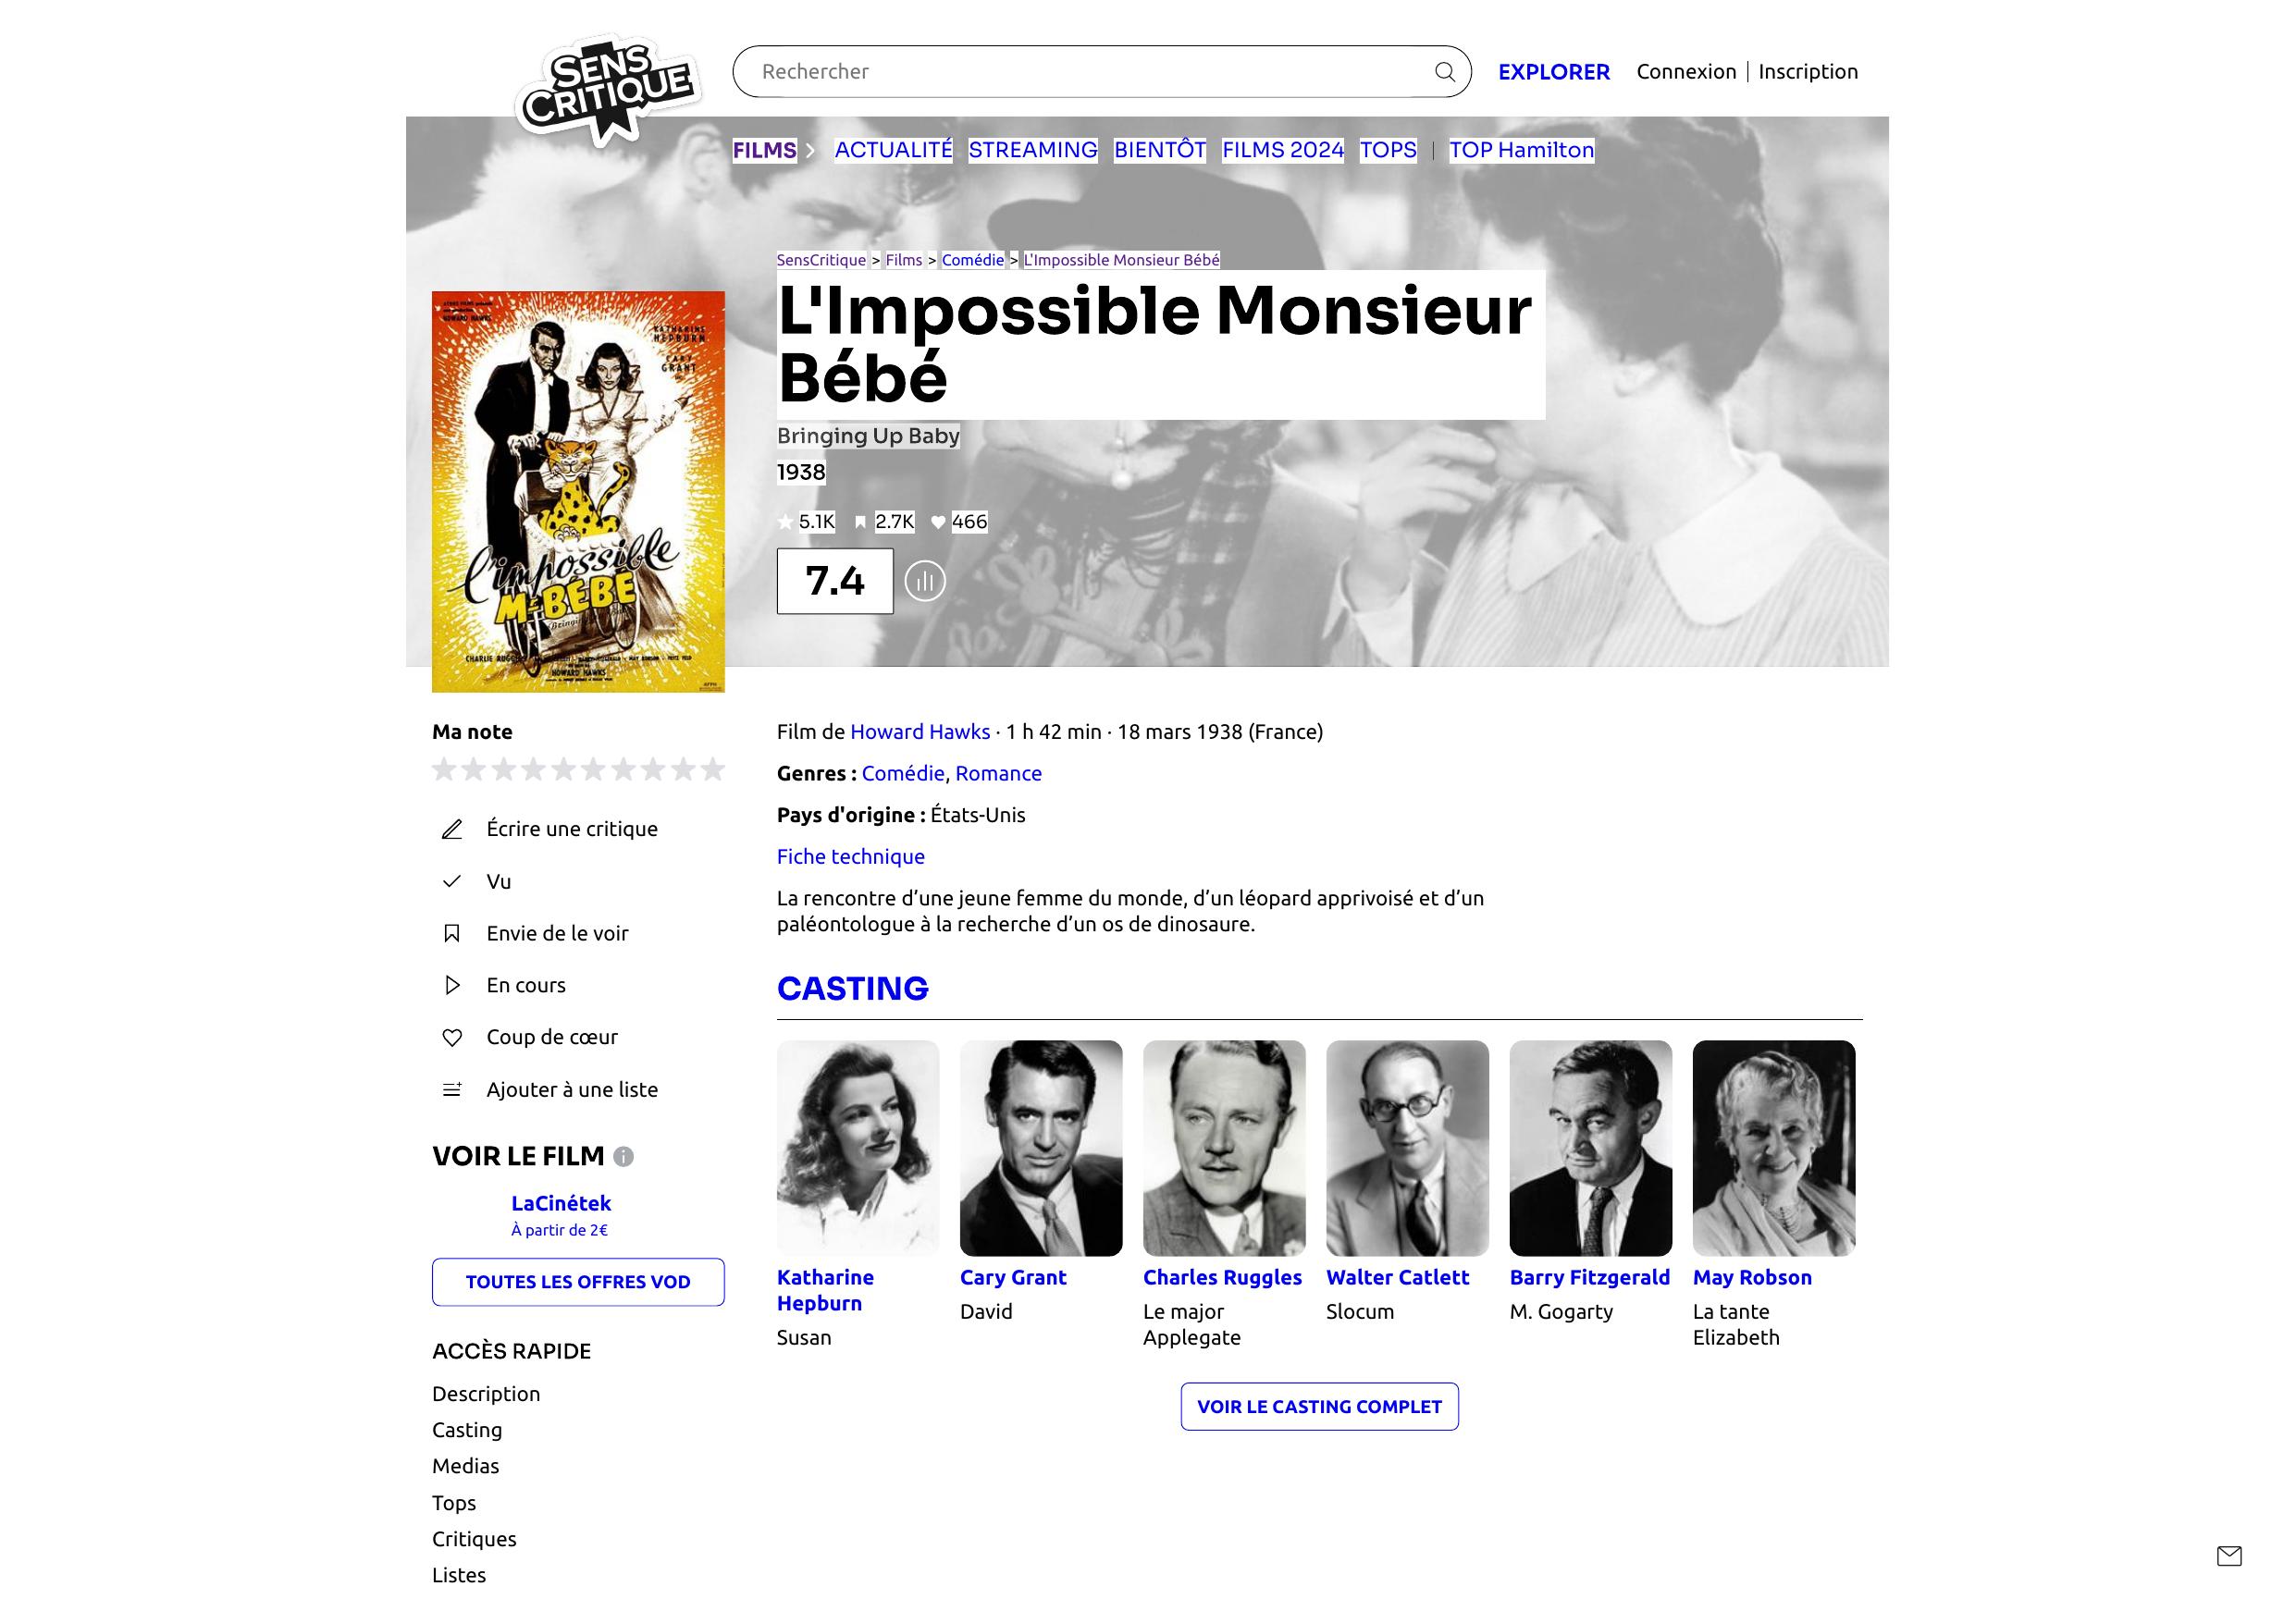 SENS
CRITIQUE
Rechercher
EXPLORER
Connexion | Inscription
FILMS
ACTUALITÉ
STREAMING
BIENTÔT
FILMS 2024
TOPS
|
TOP Hamilton
SensCritique > Films > Comédie > L'Impossible Monsieur Bébé
L'Impossible Monsieur
Bébé
Bringing Up Baby
1938
5.1K 2.7K 466
7.4
HOWARD HAWKS
KATHARINE
HEPBURN
CARY
GRANT
l'impossible
Mr BÉBÉ
HOWARD HAWKS
Ma note
Écrire une critique
Vu
Envie de le voir
En cours
Coup de cœur
Ajouter à une liste
VOIR LE FILM
LaCinétek
À partir de 2€
TOUTES LES OFFRES VOD
ACCÈS RAPIDE
Description
Casting
Medias
Tops
Critiques
Listes
Film de Howard Hawks · 1 h 42 min · 18 mars 1938 (France)
Genres : Comédie, Romance
Pays d'origine : États-Unis
Fiche technique
La rencontre d’une jeune femme du monde, d’un léopard apprivoisé et d’un
paléontologue à la recherche d’un os de dinosaure.
CASTING
Katharine
Hepburn
Susan
Cary Grant
David
Charles Ruggles
Le major
Applegate
Walter Catlett
Slocum
Barry Fitzgerald
M. Gogarty
May Robson
La tante
Elizabeth
VOIR LE CASTING COMPLET